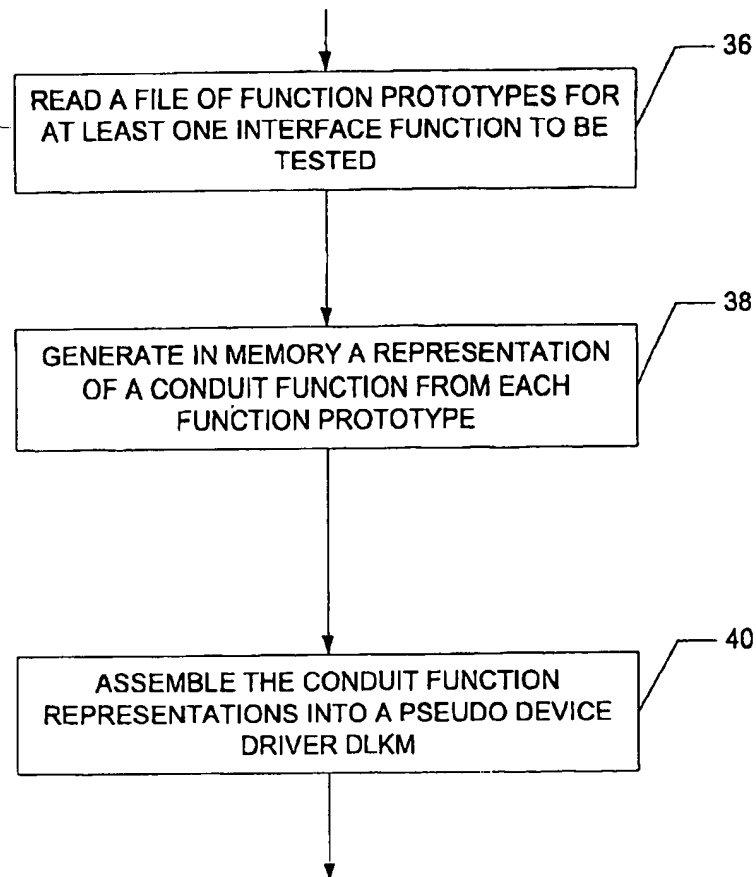 36
READ A FILE OF FUNCTION PROTOTYPES FOR
AT LEAST ONE INTERFACE FUNCTION TO BE
TESTED
38
GENERATE IN MEMORY A REPRESENTATION
OF A CONDUIT FUNCTION FROM EACH
FUNCTION PROTOTYPE
40
ASSEMBLE THE CONDUIT FUNCTION
REPRESENTATIONS INTO A PSEUDO DEVICE
DRIVER DLKM